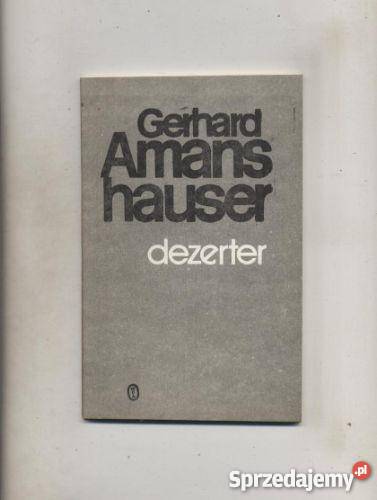 Gerhard
Amans
hauser
dezerter
Sprzedajemy.pl